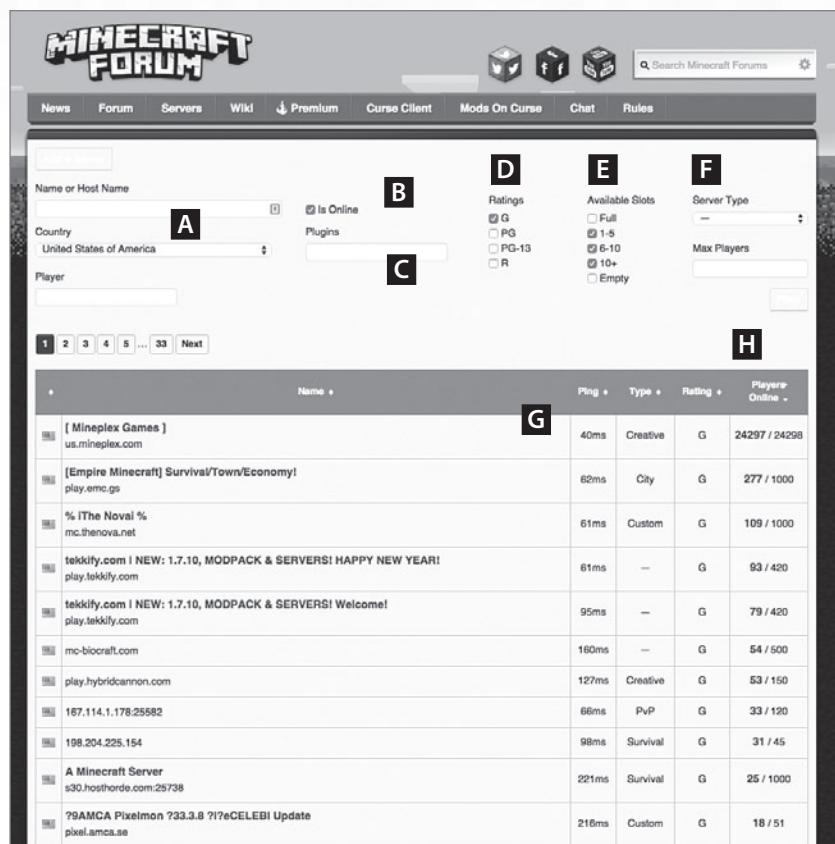 MINECRAFT
FORUM
Search Minecraft Forums
News Forum Servers Wiki Premium Curse Client Mods On Curse Chat Rules
D E F
B
Name or Host Name
Ratings Available Slots Server Type
Is Online
G Full —
A
PG 1-5
Country Plugins
PG-13 6-10 Max Players
United States of America
C
R 10+
Player
Empty
1 2 3 4 5 ... 33 Next
H
Name Ping Type Rating Players Online
G
[ Mineplex Games ]
us.mineplex.com
40ms Creative G 24297 / 24298
[Empire Minecraft] Survival/Town/Economy!
play.emc.gs
62ms City G 277 / 1000
% iThe Novai %
mc.thenova.net
61ms Custom G 109 / 1000
tekkify.com | NEW: 1.7.10, MODPACK & SERVERS! HAPPY NEW YEAR!
play.tekkify.com
61ms — G 93 / 420
tekkify.com | NEW: 1.7.10, MODPACK & SERVERS! Welcome!
play.tekkify.com
95ms — G 79 / 420
mc-biocraft.com 160ms — G 54 / 500
play.hybridcannon.com 127ms Creative G 53 / 150
167.114.1.178:25582 66ms PvP G 33 / 120
198.204.225.154 98ms Survival G 31 / 45
A Minecraft Server
s30.hosthorde.com:25738
221ms Survival G 25 / 1000
?9AMCA Pixelmon ?33.3.8 ?l?eCELEBI Update
pixel.amca.se
216ms Custom G 18 / 51